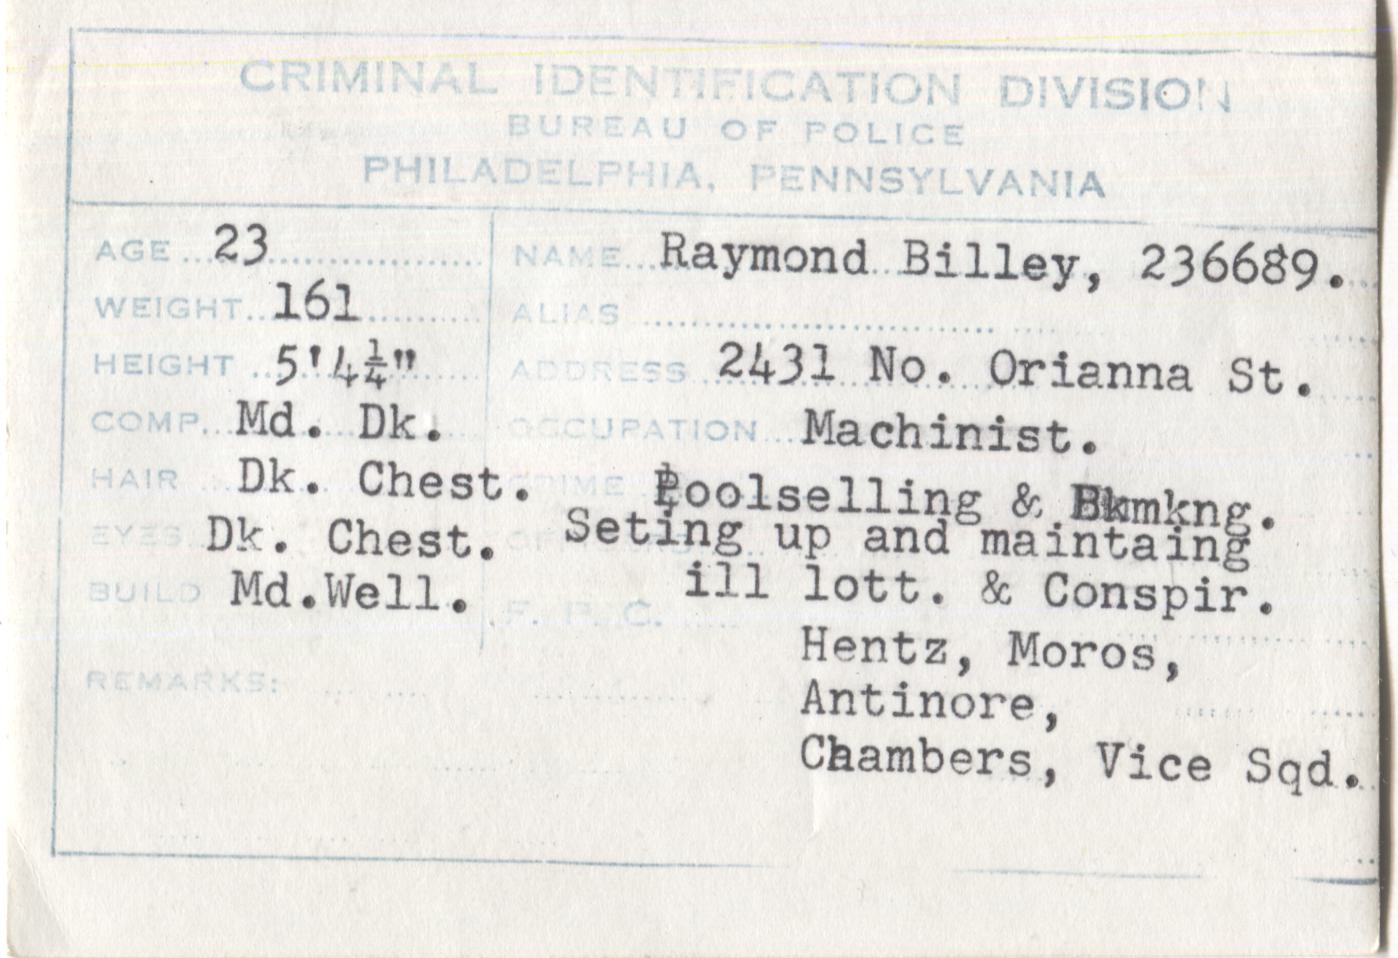 CRIMINAL IDENTIFICATION DIVISION
BUREAU OF POLICE
PHILADELPHIA, PENNSYLVANIA
AGE 23
WEIGHT 161
HEIGHT 5'4¼"
COMP. Md. Dk.
HAIR Dk. Chest.
EYES Dk. Chest.
BUILD Md.Well.
REMARKS:
NAME Raymond Billey, 236689.
ALIAS
ADDRESS 2431 No. Orianna St.
OCCUPATION Machinist.
CRIME Poolselling & Bkmkng.
OFFICERS Seting up and maintaing
ill lott. & Conspir.
F. P. C.
Hentz, Moros,
Antinore,
Chambers, Vice Sqd.